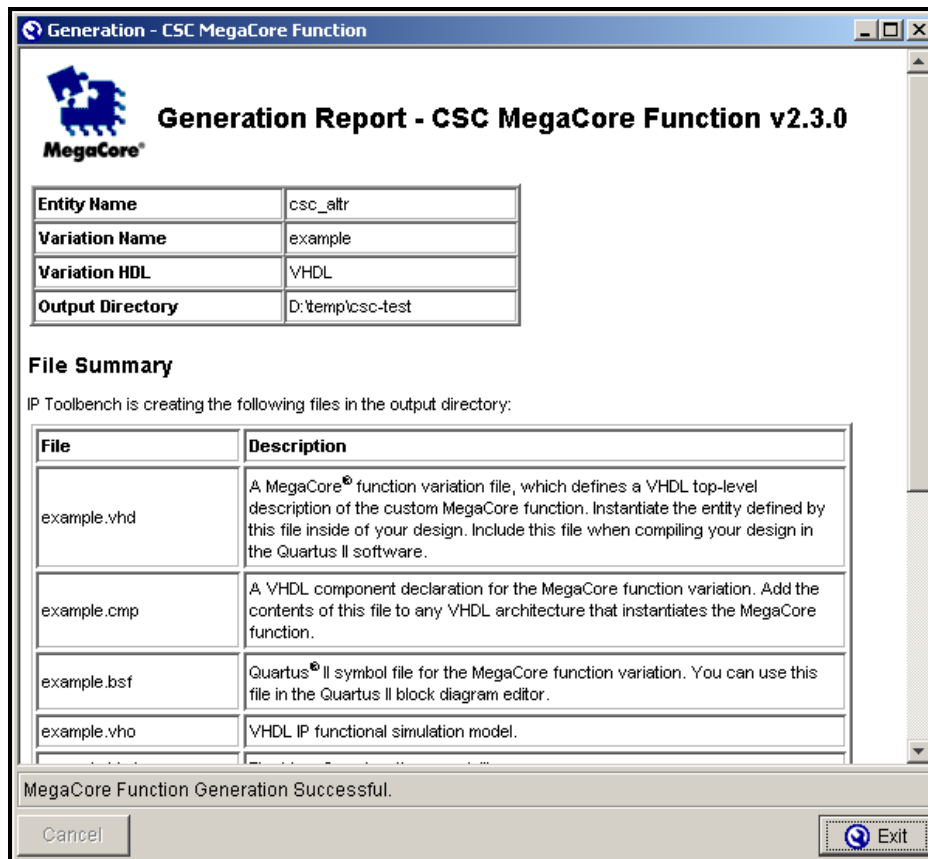 Generation - CSC MegaCore Function
MegaCore®
Generation Report - CSC MegaCore Function v2.3.0
Entity Name csc_altr
Variation Name example
Variation HDL VHDL
Output Directory D:\temp\csc-test
File Summary
IP Toolbench is creating the following files in the output directory:
File Description
example.vhd
A MegaCore® function variation file, which defines a VHDL top-level
description of the custom MegaCore function. Instantiate the entity defined by
this file inside of your design. Include this file when compiling your design in
the Quartus II software.
example.cmp
A VHDL component declaration for the MegaCore function variation. Add the
contents of this file to any VHDL architecture that instantiates the MegaCore
function.
example.bsf
Quartus® II symbol file for the MegaCore function variation. You can use this
file in the Quartus II block diagram editor.
example.vho VHDL IP functional simulation model.
MegaCore Function Generation Successful.
Cancel Exit